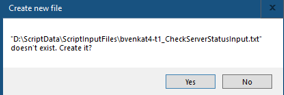 Create new file
"D:\ScriptData\ScriptInputFiles\bvenkat4-t1_CheckServerStatusInput.txt"
doesn't exist. Create it?
Yes No